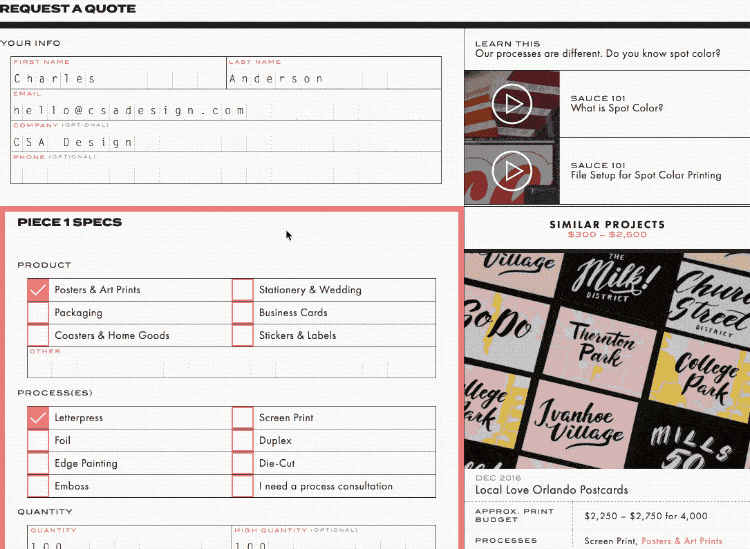 REQUEST A QUOTE
YOUR INFO
FIRST NAME
LAST NAME
Charles
Anderson
EMAIL
hello@csadesign.com
COMPANY (OPTIONAL)
CSA Design
PHONE (OPTIONAL)
PIECE 1 SPECS
PRODUCT
Posters & Art Prints
Stationery & Wedding
Packaging
Business Cards
Coasters & Home Goods
Stickers & Labels
OTHER
PROCESS(ES)
Letterpress
Screen Print
Foil
Duplex
Edge Painting
Die-Cut
Emboss
I need a process consultation
QUANTITY
QUANTITY
HIGH QUANTITY (OPTIONAL)
100
100
LEARN THIS
Our processes are different. Do you know spot color?
SAUCE 101
What is Spot Color?
SAUCE 101
File Setup for Spot Color Printing
SIMILAR PROJECTS
$300 – $2,500
Village
THE
Milk!
DISTRICT
Church
Street
DISTRICT
SoDo
Thornton
Park
College
Park
College
Park
Ivanhoe
Village
MILLS
50
DEC 2016
Local Love Orlando Postcards
APPROX. PRINT
BUDGET
$2,250 – $2,750 for 4,000
PROCESSES
Screen Print, Posters & Art Prints